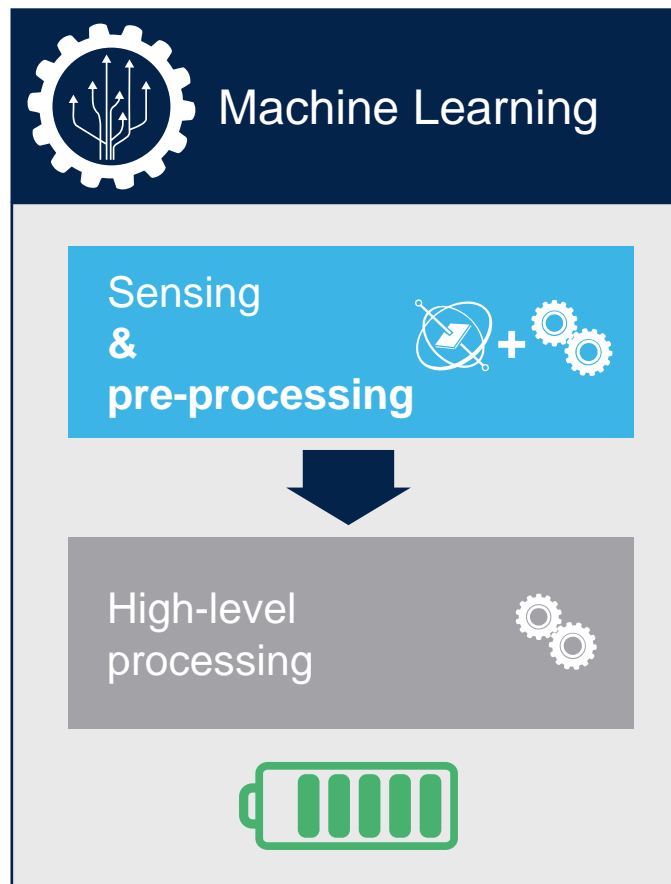 Machine Learning
Sensing
&
pre-processing
High-level
processing